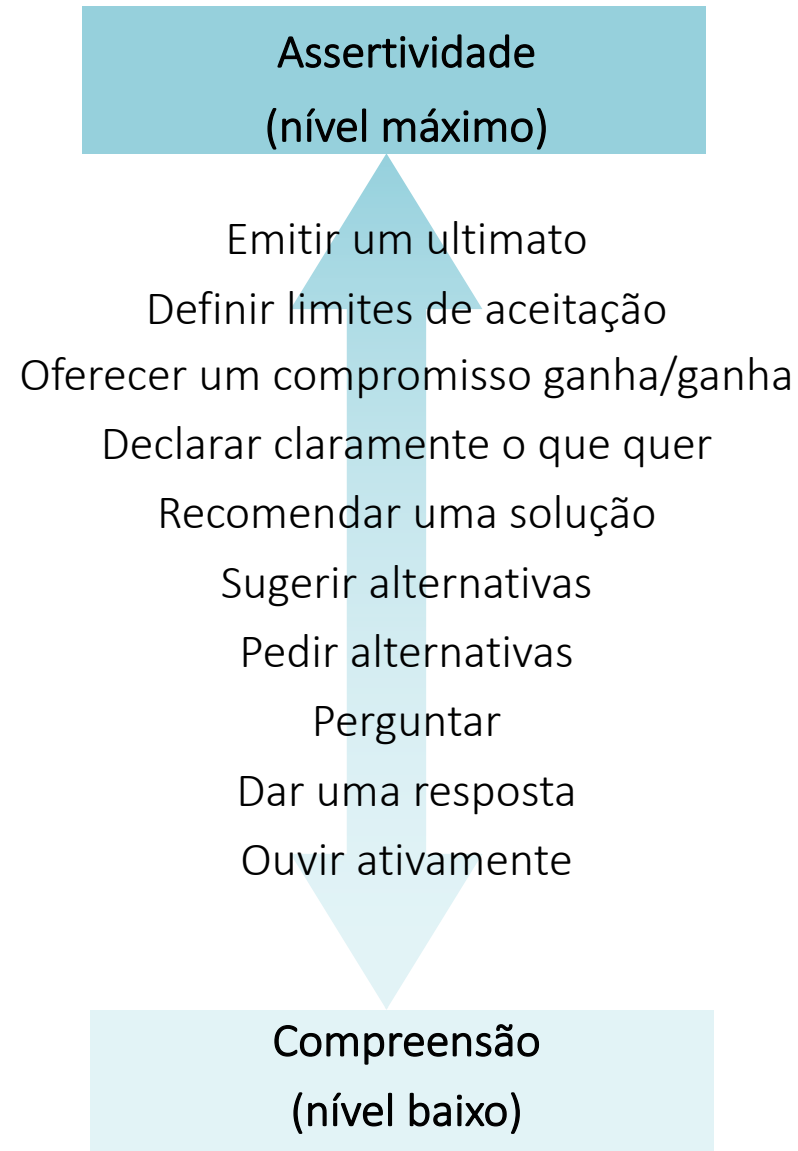 Assertividade
(nível máximo)
Emitir um ultimato
Definir limites de aceitação
Oferecer um compromisso ganha/ganha
Declarar claramente o que quer
Recomendar uma solução
Sugerir alternativas
Pedir alternativas
Perguntar
Dar uma resposta
Ouvir ativamente
Compreensão
(nível baixo)